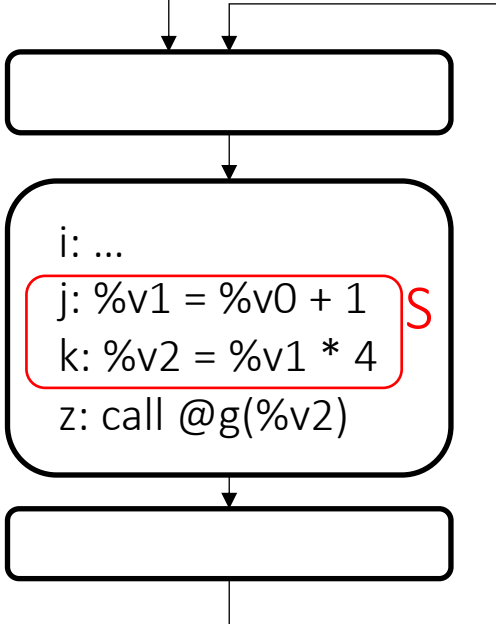 i: ...
j: %v1 = %v0 + 1
S
k: %v2 = %v1 * 4
z: call @g(%v2)